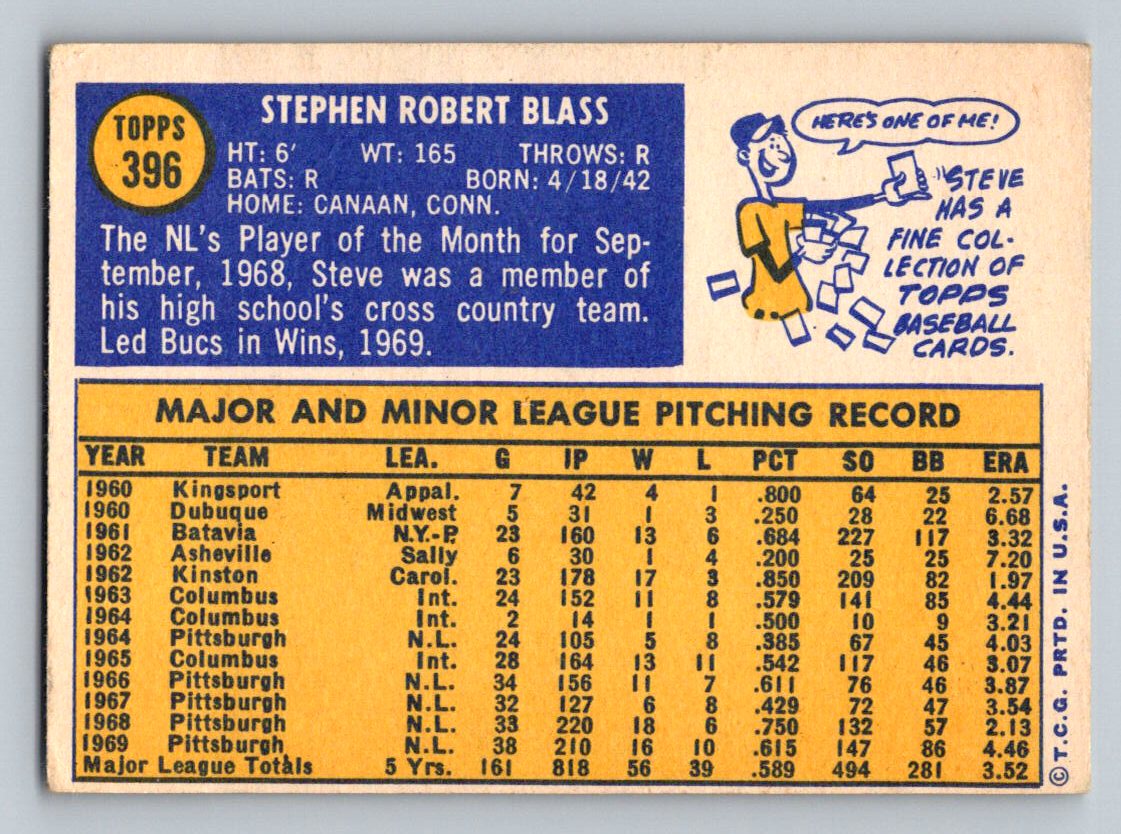 TOPPS
396
STEPHEN ROBERT BLASS
HT: 6' WT: 165 THROWS: R
BATS: R BORN: 4/18/42
HOME: CANAAN, CONN.
The NL's Player of the Month for Sep-
tember, 1968, Steve was a member of
his high school's cross country team.
Led Bucs in Wins, 1969.
HERE'S ONE OF ME!
STEVE
HAS A
FINE COL-
LECTION OF
TOPPS
BASEBALL
CARDS.
MAJOR AND MINOR LEAGUE PITCHING RECORD
YEAR TEAM LEA. G IP W L PCT SO BB ERA
1960 Kingsport Appal. 7 42 4 1 .800 64 25 2.57
1960 Dubuque Midwest 5 31 1 3 .250 28 22 6.68
1961 Batavia N.Y.-P. 23 160 13 6 .684 227 117 3.32
1962 Asheville Sally 6 30 1 4 .200 25 25 7.20
1962 Kinston Carol. 23 178 17 3 .850 209 82 1.97
1963 Columbus Int. 24 152 11 8 .579 141 85 4.44
1964 Columbus Int. 2 14 1 1 .500 10 9 3.21
1964 Pittsburgh N.L. 24 105 5 8 .385 67 45 4.03
1965 Columbus Int. 28 164 13 11 .542 117 46 3.07
1966 Pittsburgh N.L. 34 156 11 7 .611 76 46 3.87
1967 Pittsburgh N.L. 32 127 6 8 .429 72 47 3.54
1968 Pittsburgh N.L. 33 220 18 6 .750 132 57 2.13
1969 Pittsburgh N.L. 38 210 16 10 .615 147 86 4.46
Major League Totals 5 Yrs. 161 818 56 39 .589 494 281 3.52
© T.C.G. PRTD. IN U.S.A.